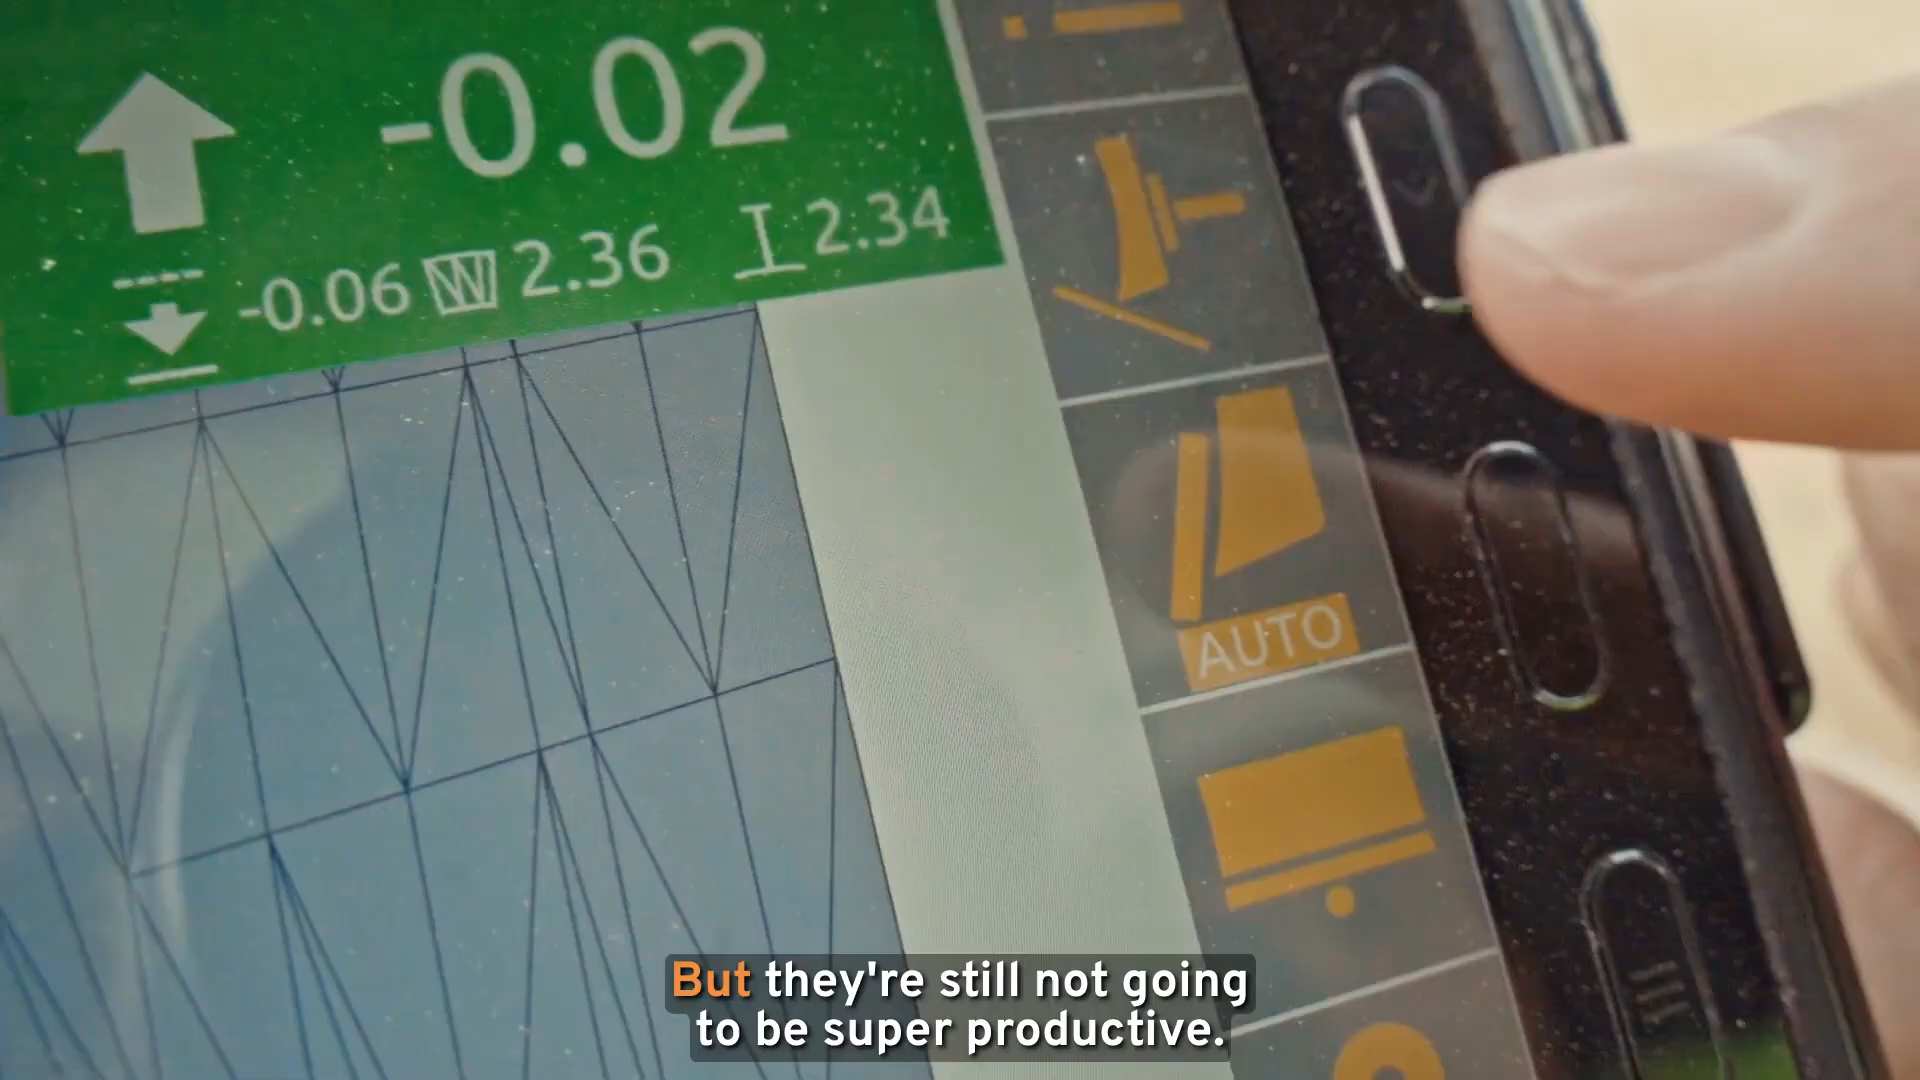 -0.02
-0.06 W 2.36 2.34
AUTO
But they're still not going
to be super productive.